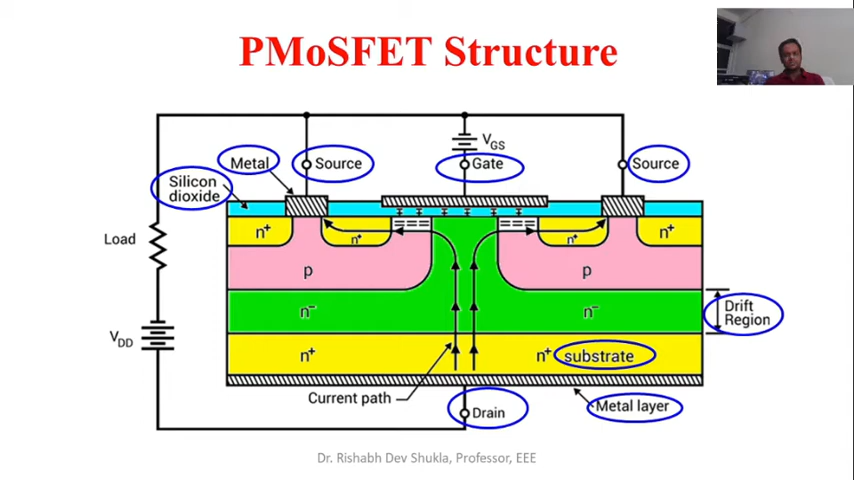 PMoSFET Structure
V_GS
Metal
Source
Gate
Source
Silicon
dioxide
n⁺
n⁺
n⁺
n⁺
Load
p
p
n⁻
n⁻
Drift
Region
V_DD
n⁺
n⁺ substrate
Current path
Drain
Metal layer
Dr. Rishabh Dev Shukla, Professor, EEE